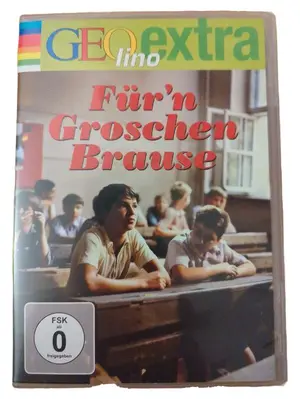 GEOlino extra
Für'n
Groschen
Brause
FSK
ab
0
freigegeben